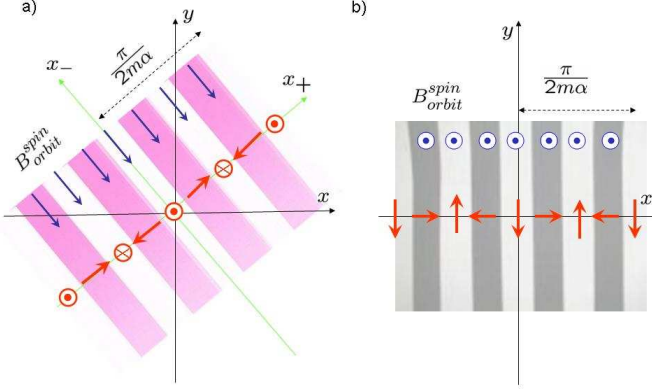 a)
y
π/2mα
x₋
x₊
B^{spin}_{orbit}
x
b)
y
π/2mα
B^{spin}_{orbit}
x